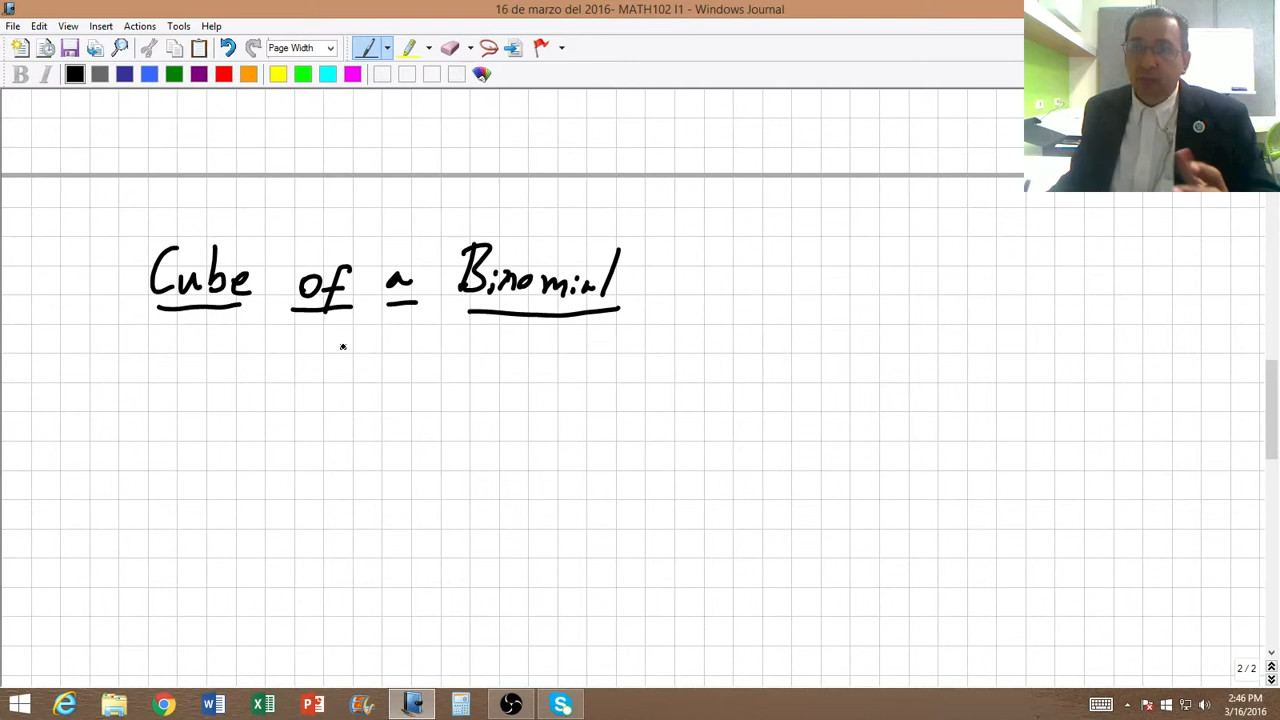 16 de marzo del 2016- MATH102 I1 - Windows Journal
File Edit View Insert Actions Tools Help
Page Width
B I
Cube of a Binomial
2 / 2
2:46 PM
3/16/2016